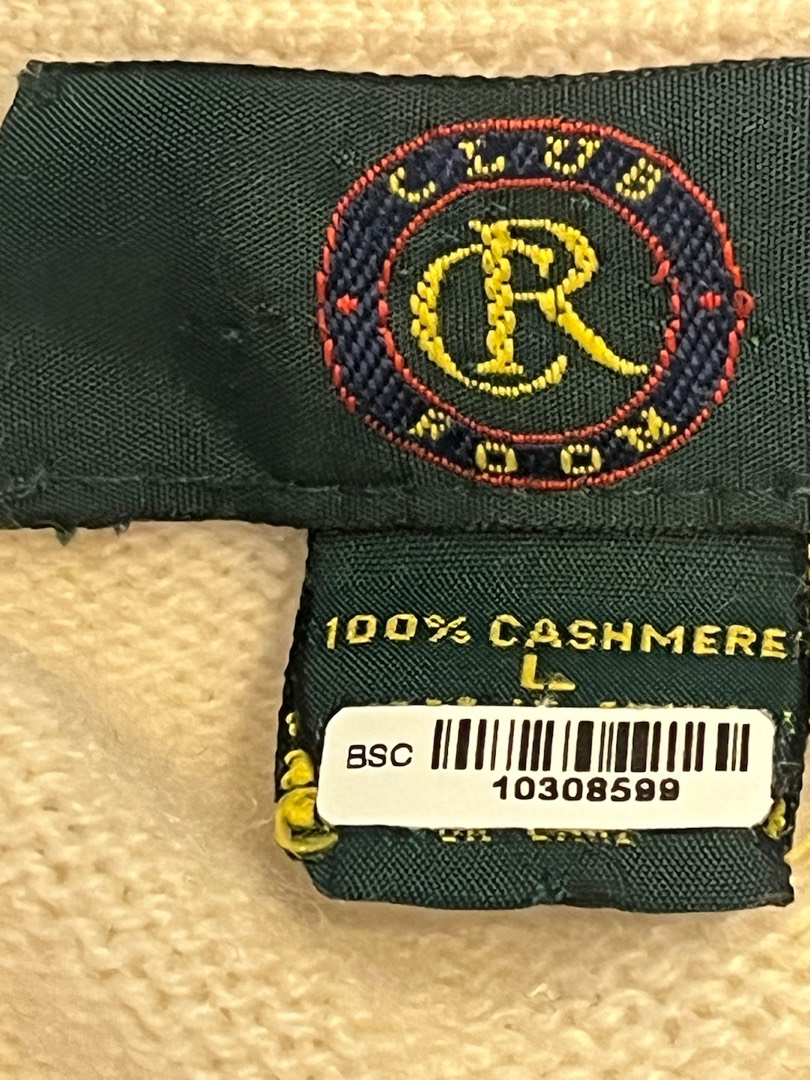 CLUB
CR
ROOM
100% CASHMERE
L
BSC
10308599